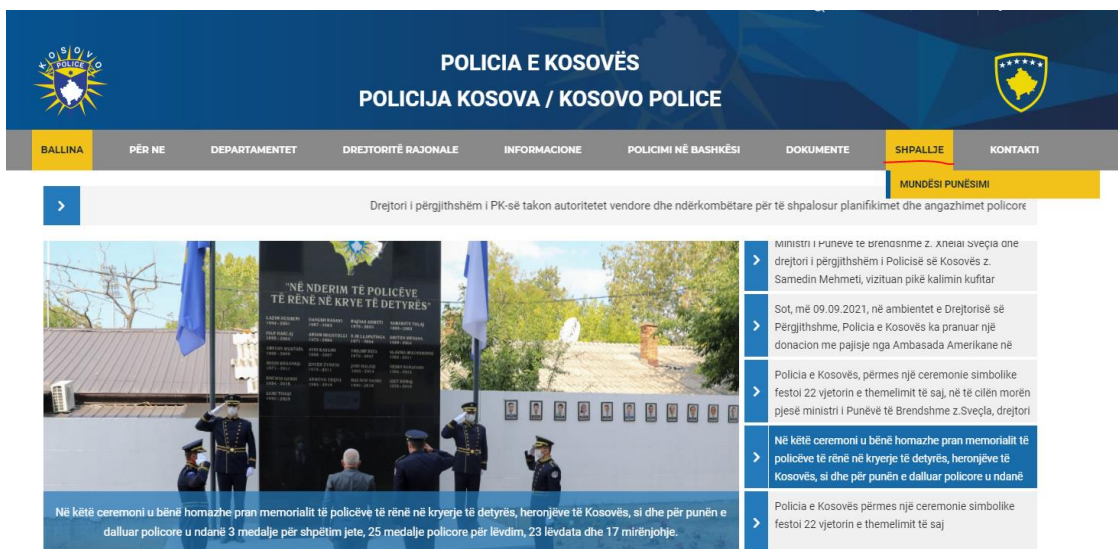 KOSOVO
POLICE
POLICIA E KOSOVËS
POLICIJA KOSOVA / KOSOVO POLICE
BALLINA PËR NE DEPARTAMENTET DREJTORITË RAJONALE INFORMACIONE POLICIMI NË BASHKËSI DOKUMENTE SHPALLJE KONTAKTI
MUNDËSI PUNËSIMI
Drejtori i përgjithshëm i PK-së takon autoritetet vendore dhe ndërkombëtare për të shpalosur planifikimet dhe angazhimet policore
"NË NDERIM TË POLICËVE
TË RËNË NË KRYE TË DETYRËS"
Në këtë ceremoni u bënë homazhe pran memorialit të policëve të rënë në kryerje të detyrës, heronjëve të Kosovës, si dhe për punën e
dalluar policore u ndanë 3 medalje për shpëtim jete, 25 medalje policore për lëvdim, 23 lëvdata dhe 17 mirënjohje.
Ministri i Punëve të Brendshme z. Xhelal Sveçla dhe
drejtori i përgjithshëm i Policisë së Kosovës z.
Samedin Mehmeti, vizituan pikë kalimin kufitar
Sot, më 09.09.2021, në ambientet e Drejtorisë së
Përgjithshme, Policia e Kosovës ka pranuar një
donacion me pajisje nga Ambasada Amerikane në
Policia e Kosovës, përmes një ceremonie simbolike
festoi 22 vjetorin e themelimit të saj, në të cilën morën
pjesë ministri i Punëvë të Brendshme z.Sveçla, drejtori
Në këtë ceremoni u bënë homazhe pran memorialit të
policëve të rënë në kryerje të detyrës, heronjëve të
Kosovës, si dhe për punën e dalluar policore u ndanë
Policia e Kosovës përmes një ceremonie simbolike
festoi 22 vjetorin e themelimit të saj